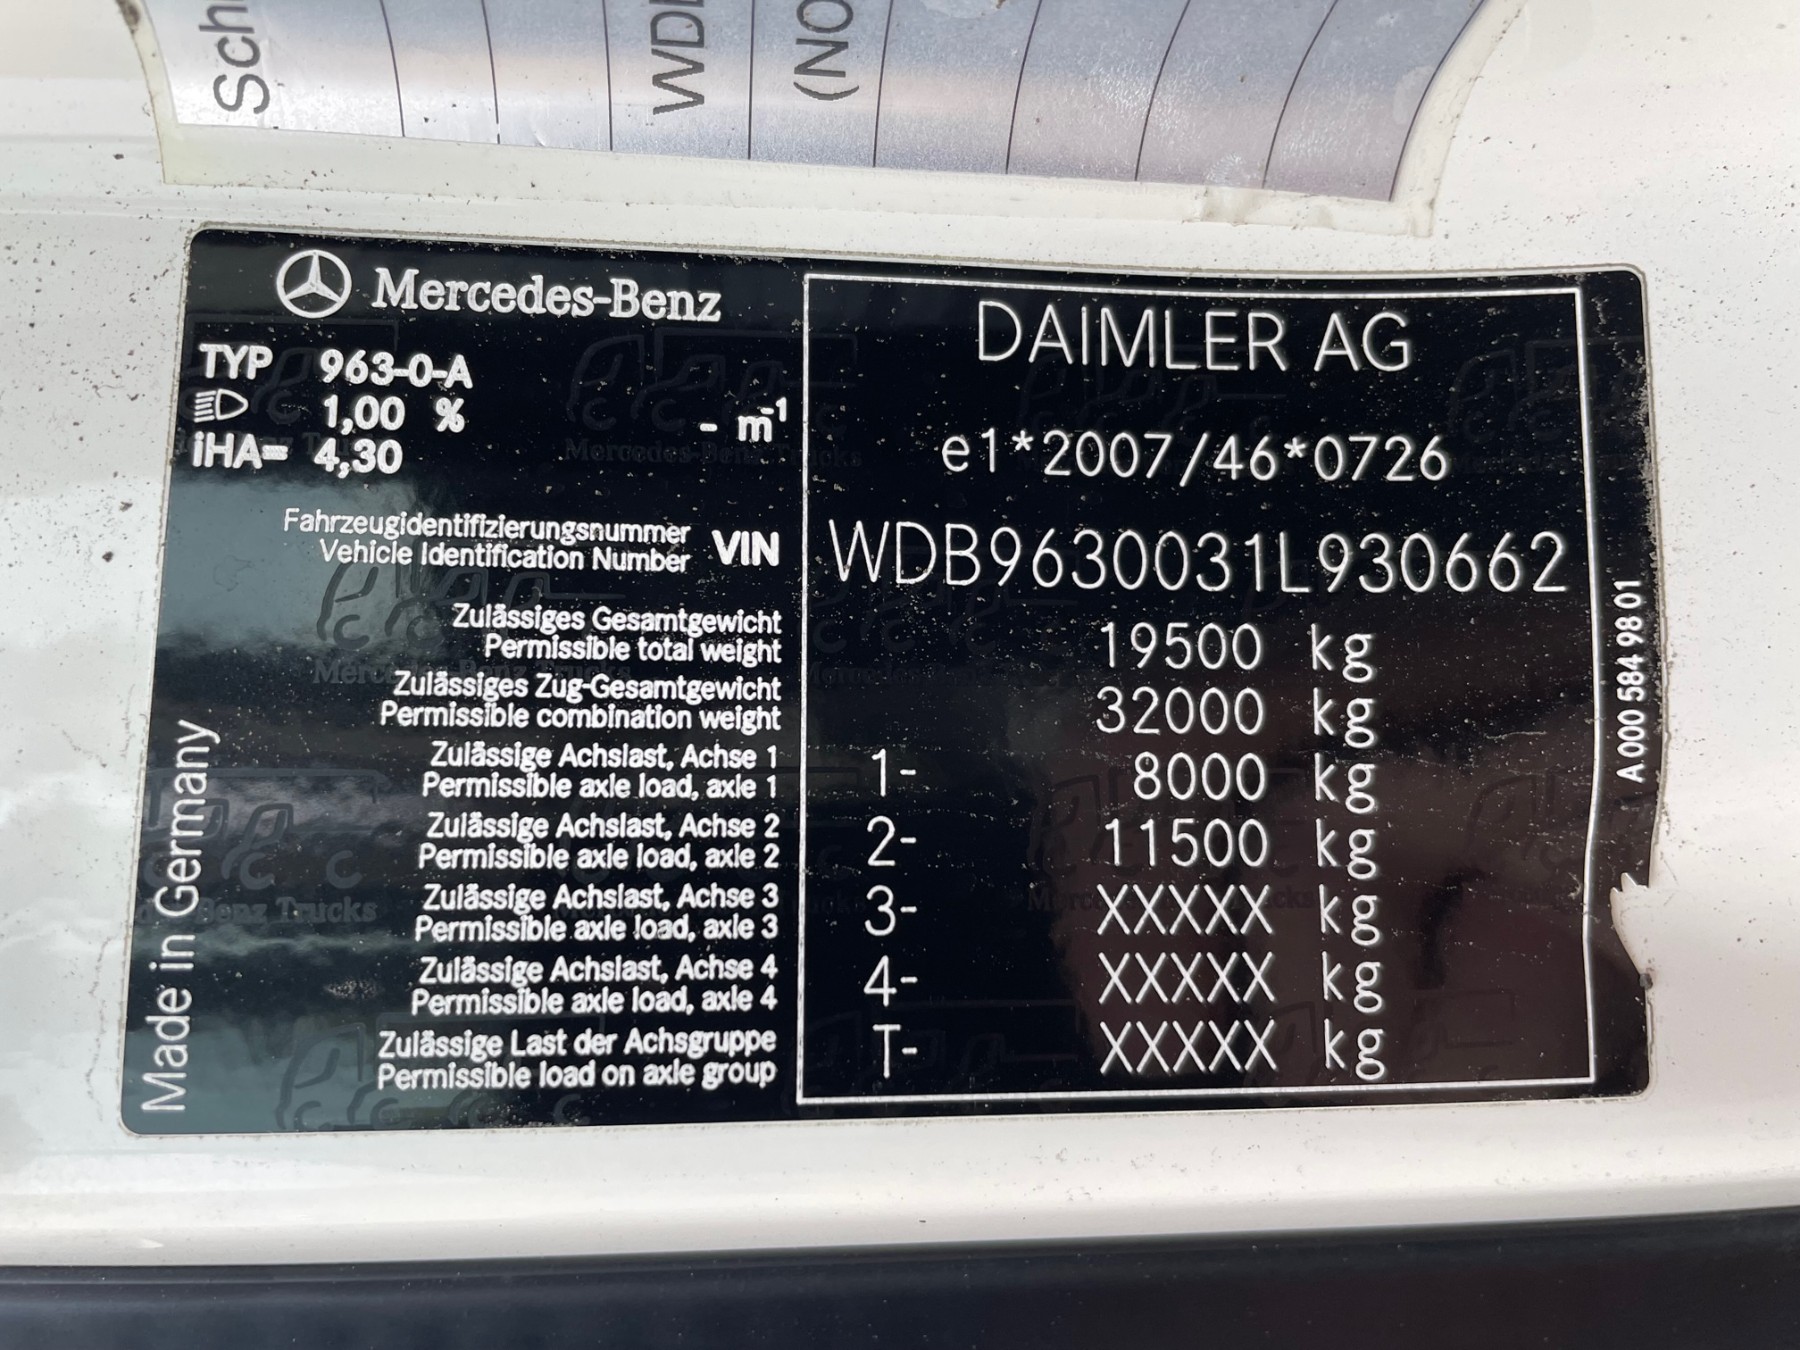 Sch
WD
(NO
Mercedes-Benz
TYP 963-0-A
1,00 % - m-1
iHA= 4,30
DAIMLER AG
e1*2007/46*0726
Fahrzeugidentifizierungsnummer
Vehicle Identification Number VIN WDB9630031L930662
Zulässiges Gesamtgewicht
Permissible total weight 19500 kg
Zulässiges Zug-Gesamtgewicht
Permissible combination weight 32000 kg
Zulässige Achslast, Achse 1
Permissible axle load, axle 1 1- 8000 kg
Zulässige Achslast, Achse 2
Permissible axle load, axle 2 2- 11500 kg
Zulässige Achslast, Achse 3
Permissible axle load, axle 3 3- XXXXX kg
Zulässige Achslast, Achse 4
Permissible axle load, axle 4 4- XXXXX kg
Zulässige Last der Achsgruppe
Permissible load on axle group T- XXXXX kg
Made in Germany
A 000 584 98 01